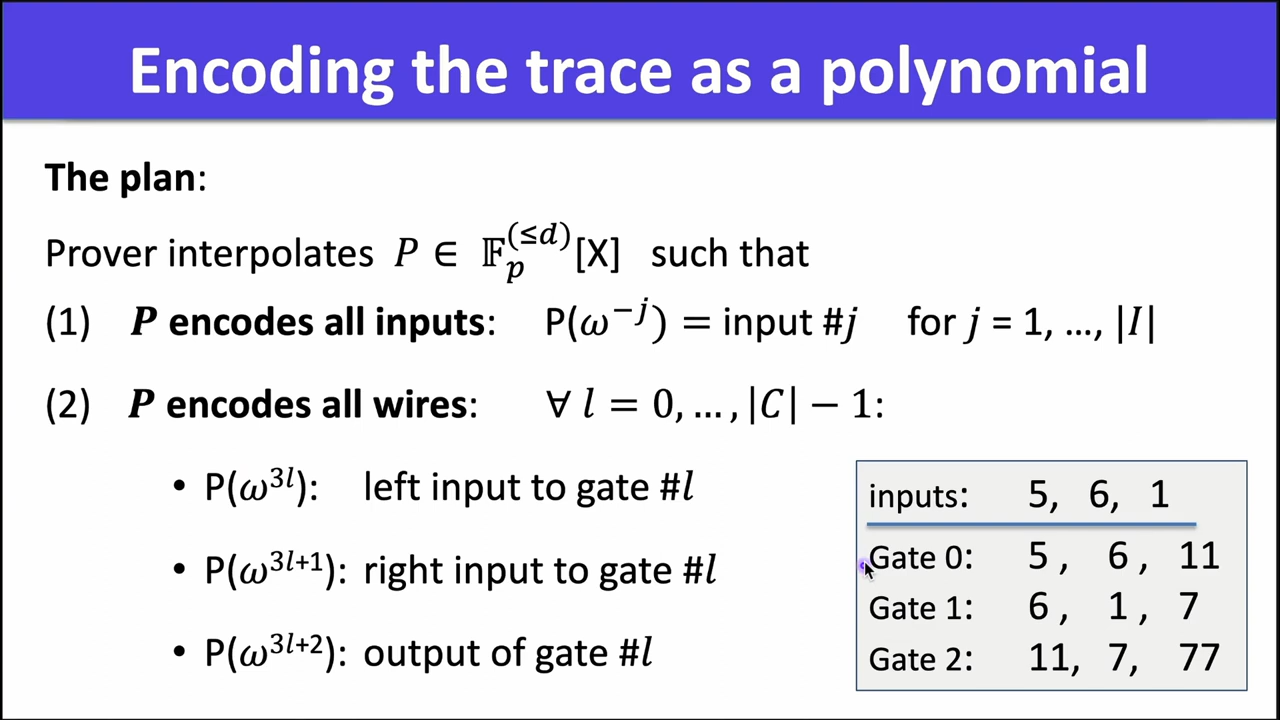 Encoding the trace as a polynomial
The plan:
Prover interpolates P ∈ 𝔽ₚ^(≤d)[X] such that
(1) P encodes all inputs: P(ω⁻ʲ) = input #j for j = 1, …, |I|
(2) P encodes all wires: ∀ l = 0, … , |C| − 1:
• P(ω^3l): left input to gate #l
• P(ω^3l+1): right input to gate #l
• P(ω^3l+2): output of gate #l
inputs: 5, 6, 1
Gate 0: 5 , 6 , 11
Gate 1: 6 , 1 , 7
Gate 2: 11, 7, 77